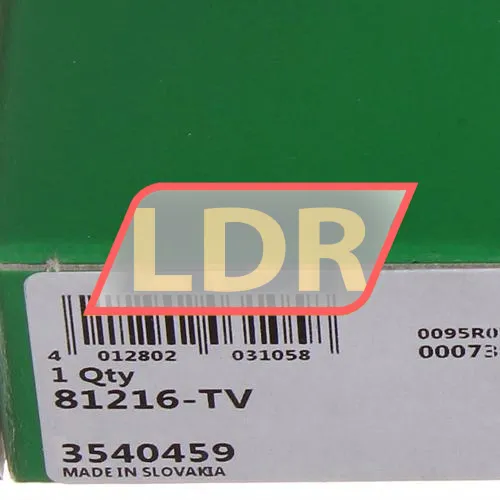 LDR
0095R0
00073
4 012802 031058
1 Qty
81216-TV
3540459
MADE IN SLOVAKIA